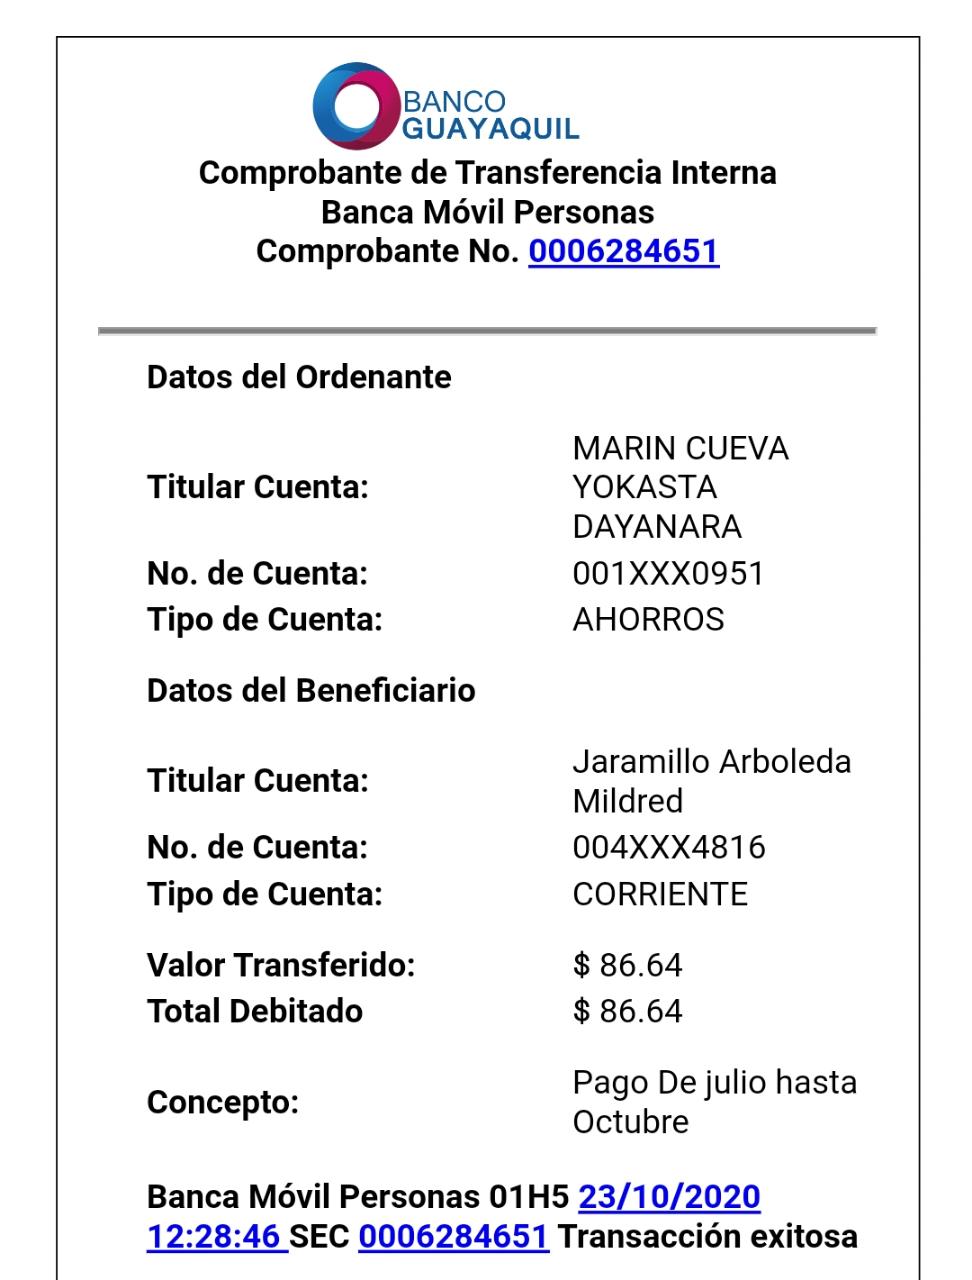 BANCO
GUAYAQUIL
Comprobante de Transferencia Interna
Banca Móvil Personas
Comprobante No. 0006284651
Datos del Ordenante
Titular Cuenta: MARIN CUEVA
YOKASTA
DAYANARA
No. de Cuenta: 001XXX0951
Tipo de Cuenta: AHORROS
Datos del Beneficiario
Titular Cuenta: Jaramillo Arboleda
Mildred
No. de Cuenta: 004XXX4816
Tipo de Cuenta: CORRIENTE
Valor Transferido: $ 86.64
Total Debitado $ 86.64
Concepto: Pago De julio hasta
Octubre
Banca Móvil Personas 01H5 23/10/2020
12:28:46 SEC 0006284651 Transacción exitosa